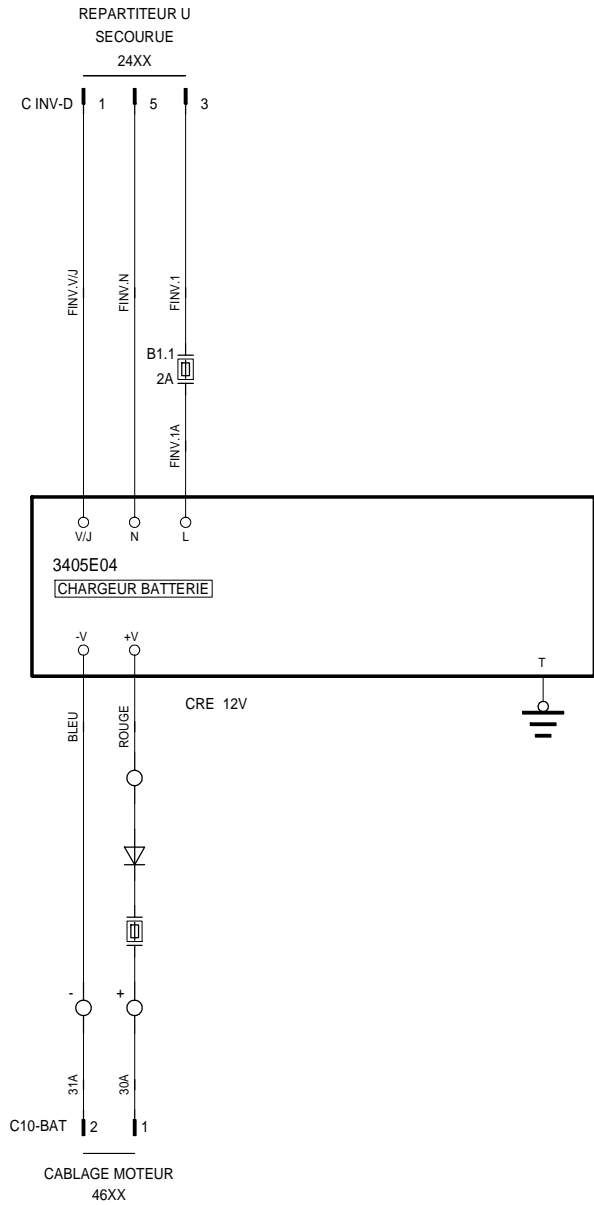 REPARTITEUR U
SECOURUE
24XX
C INV-D 1 5 3
FINV.V/J FINV.N FINV.1
B1.1
2A
FINV.1A
V/J N L
3405E04
CHARGEUR BATTERIE
-V +V
T
CRE 12V
BLEU ROUGE
- +
31A 30A
C10-BAT 2 1
CABLAGE MOTEUR
46XX